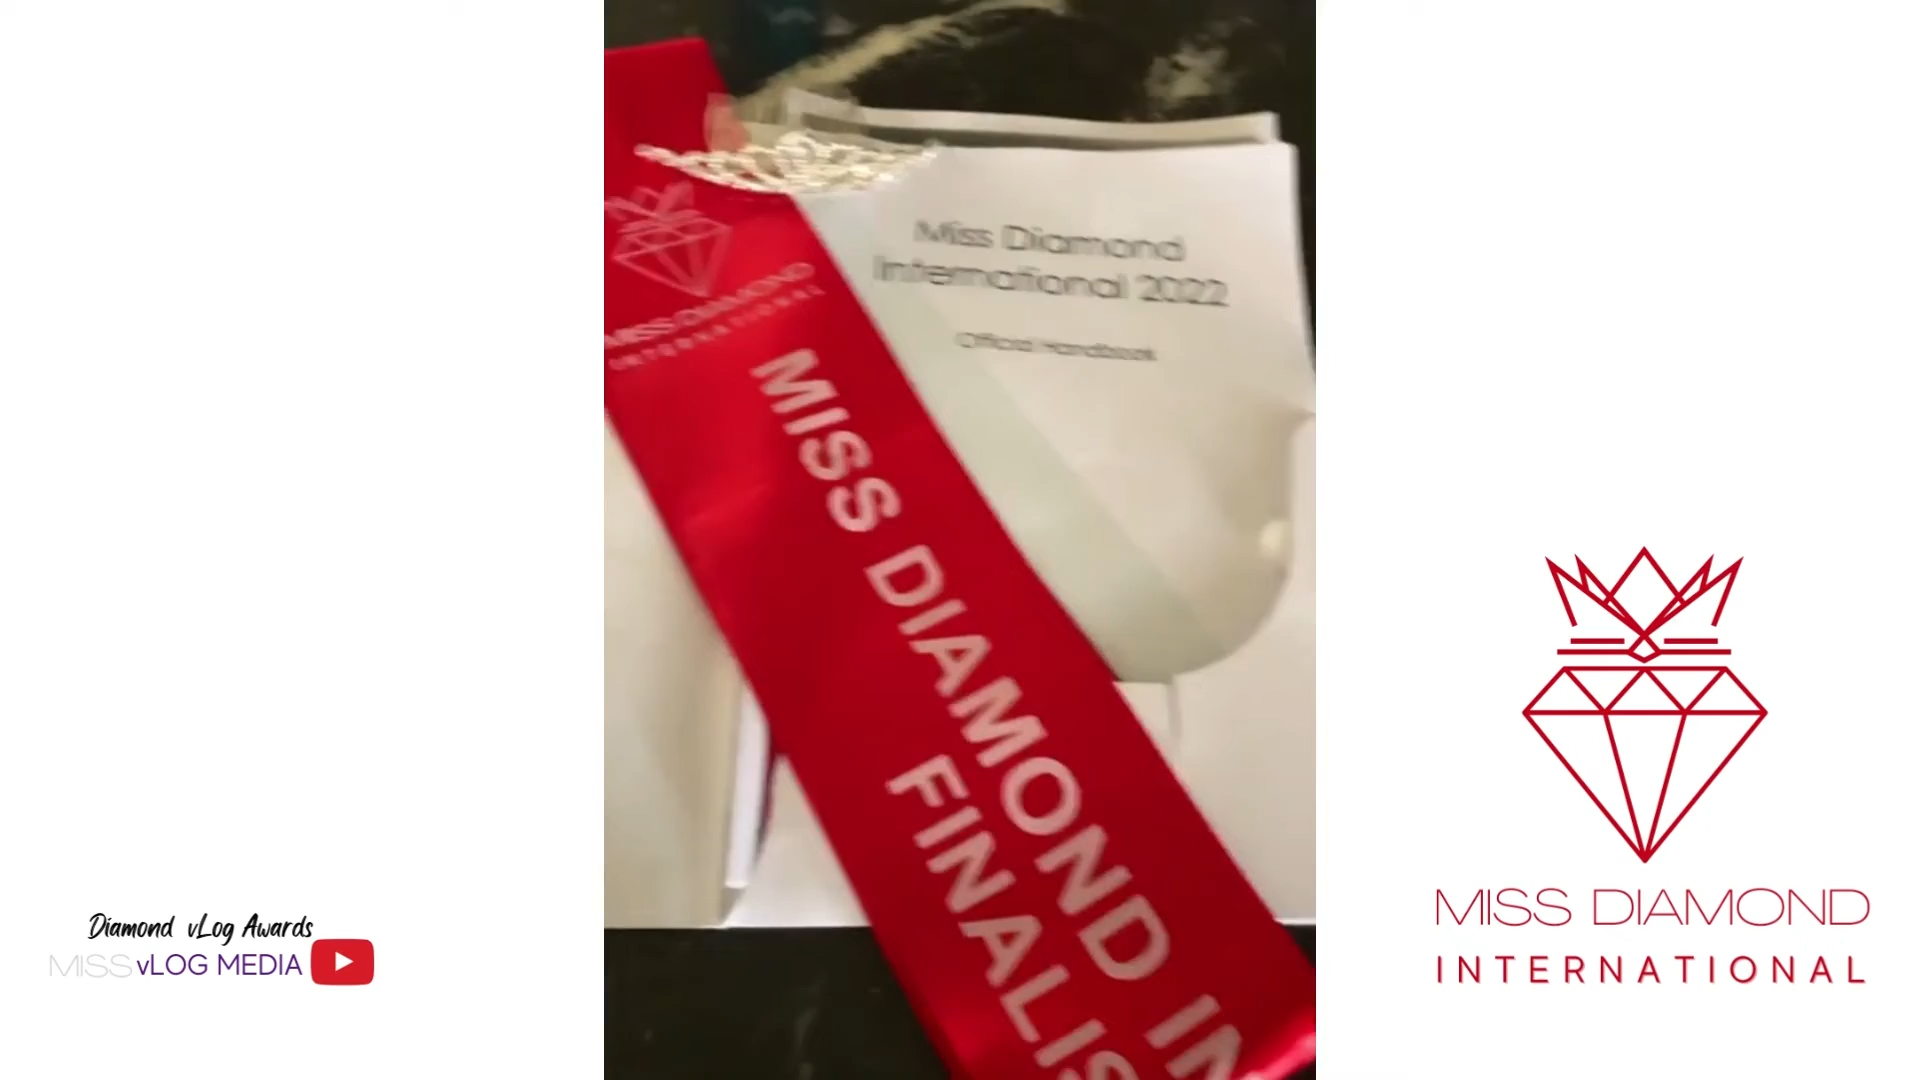 Miss Diamond
International 2022
Official Handbook
MISS DIAMOND
INTERNATIONAL
MISS DIAMOND IN
FINALIS
Diamond vLog Awards
MISS vLOG MEDIA
MISS DIAMOND
INTERNATIONAL